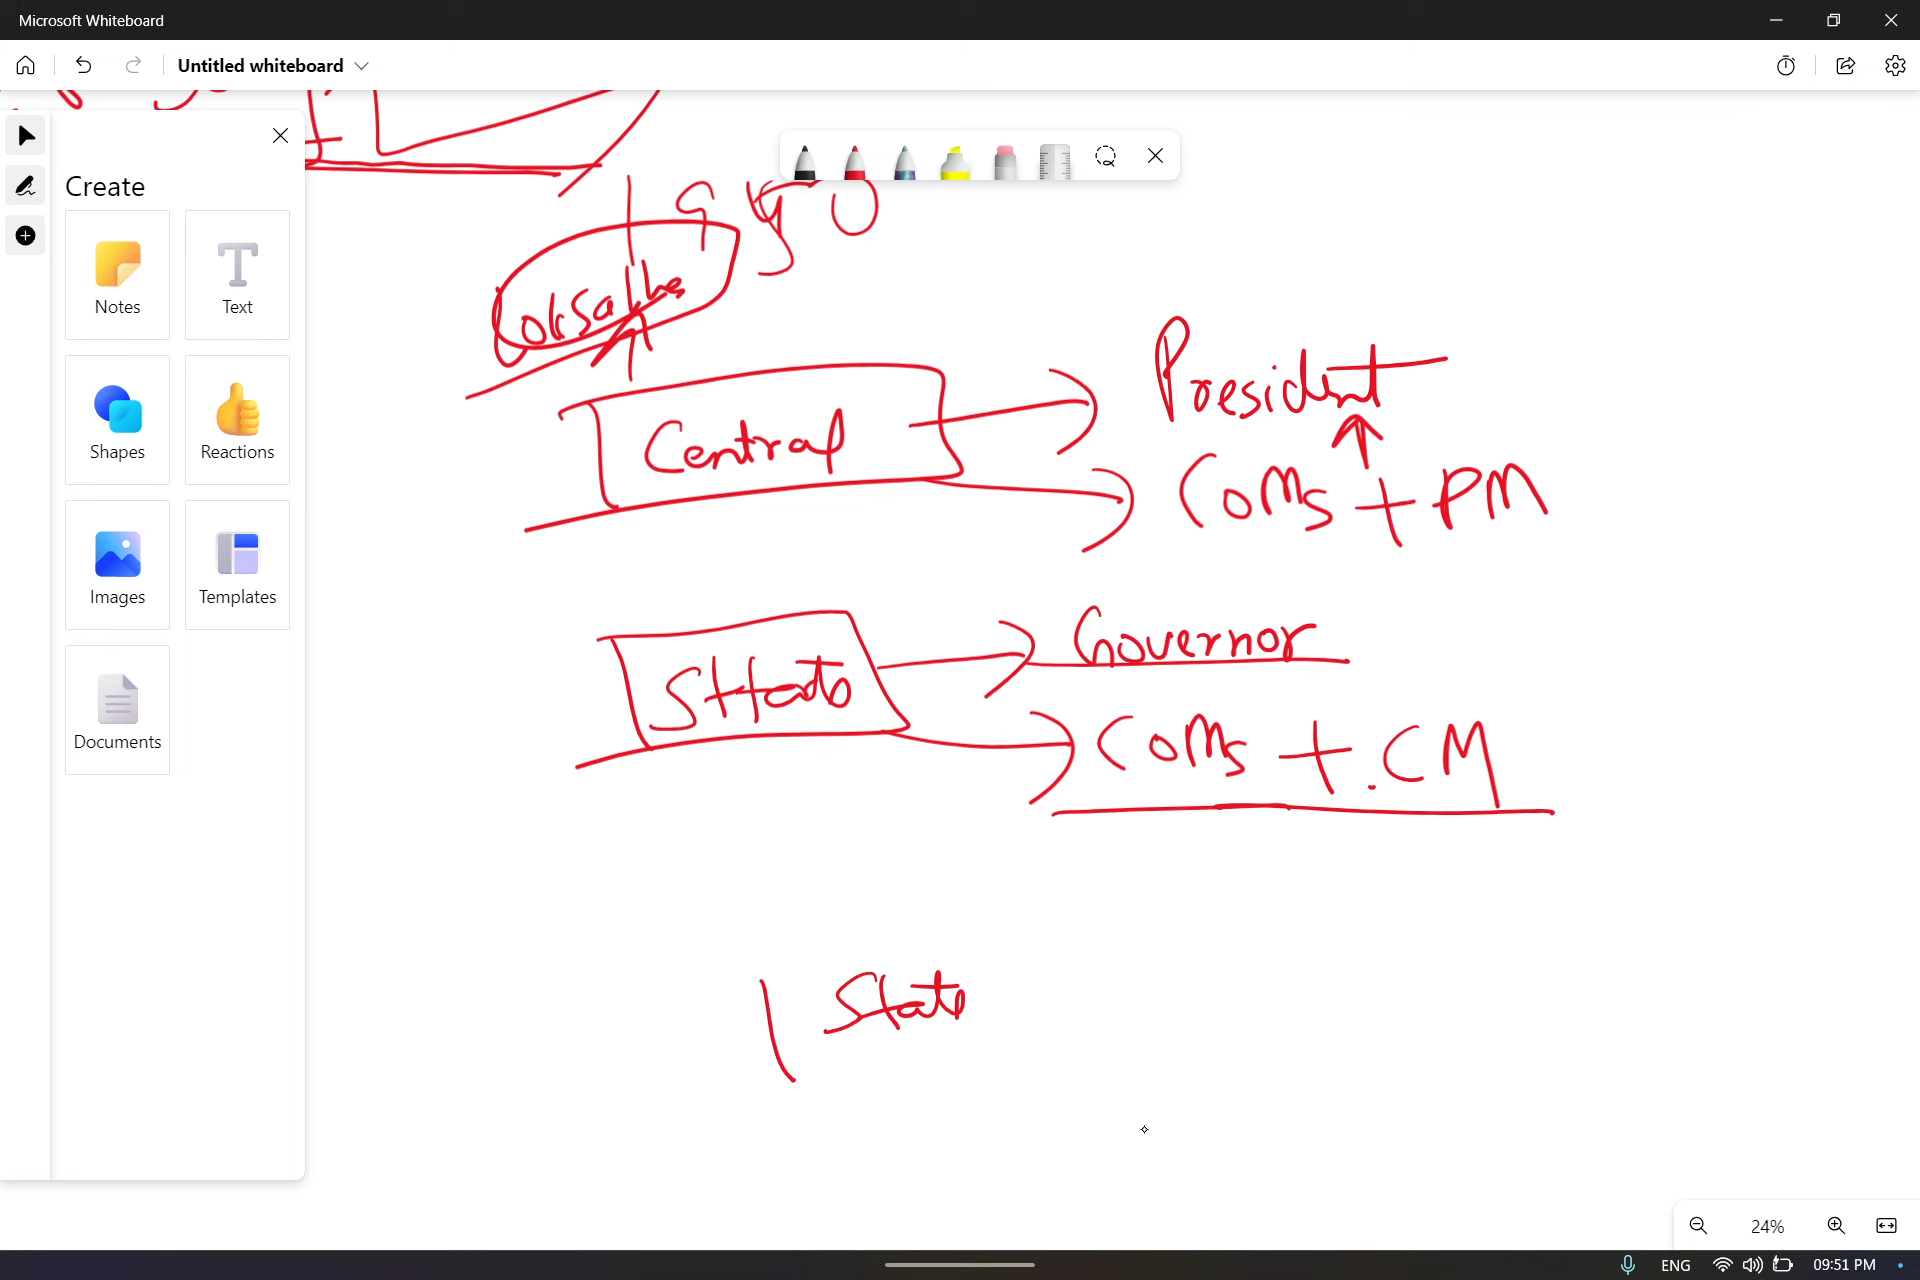 Microsoft Whiteboard
Untitled whiteboard
Create
Notes
Text
Shapes
Reactions
Images
Templates
Documents
Loksabha
Central
President
CoMs + PM
State
Governor
CoMs + CM
State
24%
ENG
09:51 PM